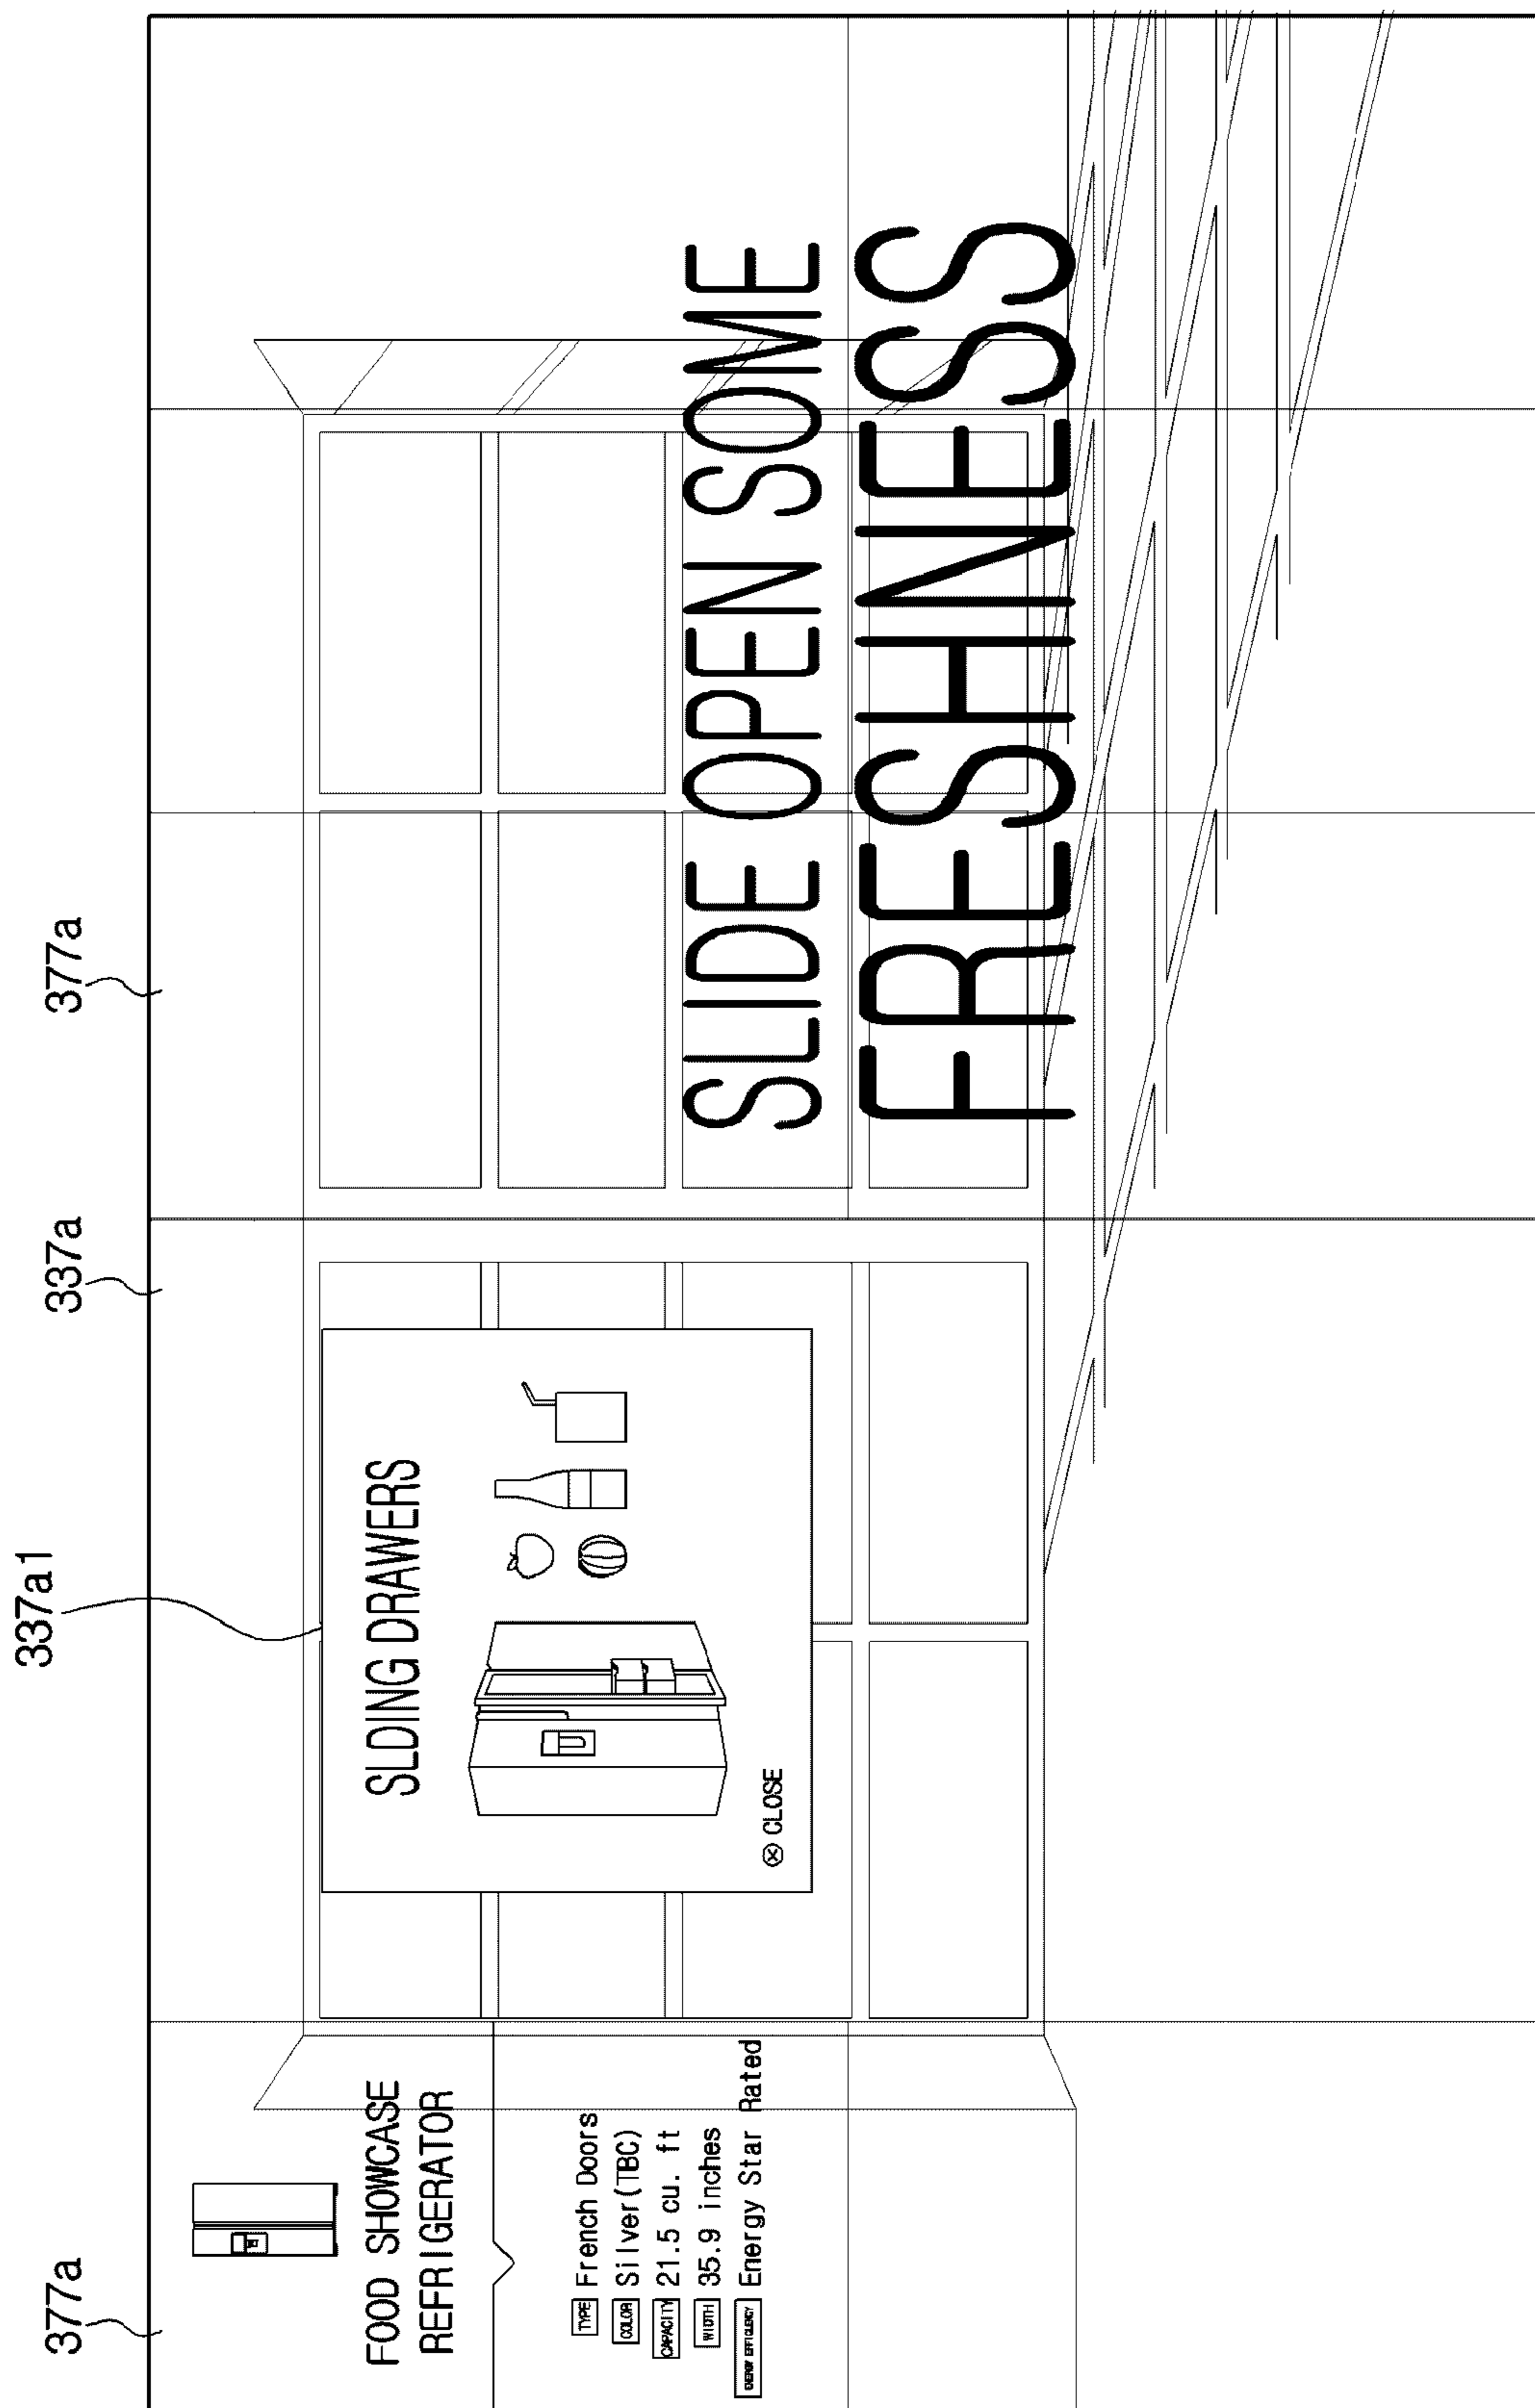 337a1
377a
337a
377a
FOOD SHOWCASE
REFRIGERATOR
TYPE French Doors
COLOR Silver(TBC)
CAPACITY 21.5 cu. ft
WIDTH 35.9 inches
ENERGY EFFICIENCY Energy Star Rated
SLDING DRAWERS
CLOSE
SLIDE OPEN SOME
FRESHNESS